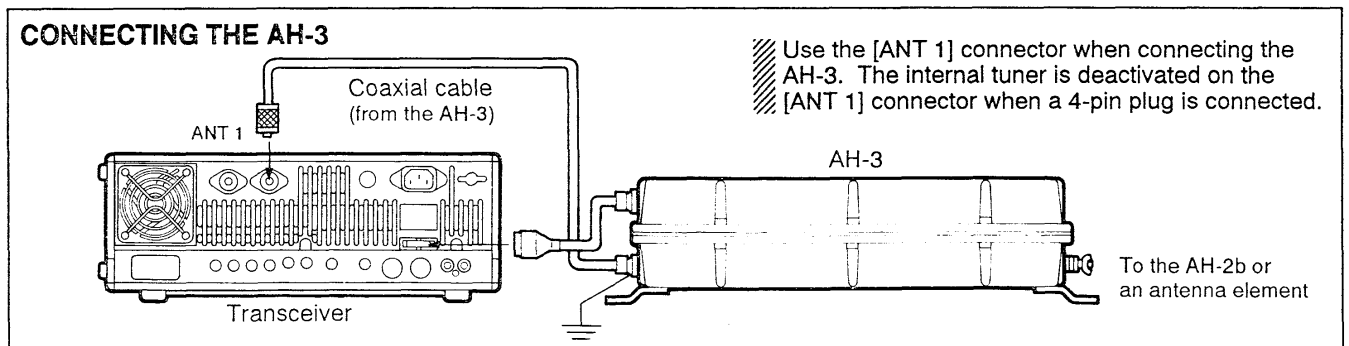 CONNECTING THE AH-3
Use the [ANT 1] connector when connecting the
AH-3. The internal tuner is deactivated on the
[ANT 1] connector when a 4-pin plug is connected.
Coaxial cable
(from the AH-3)
ANT 1
AH-3
To the AH-2b or
an antenna element
Transceiver